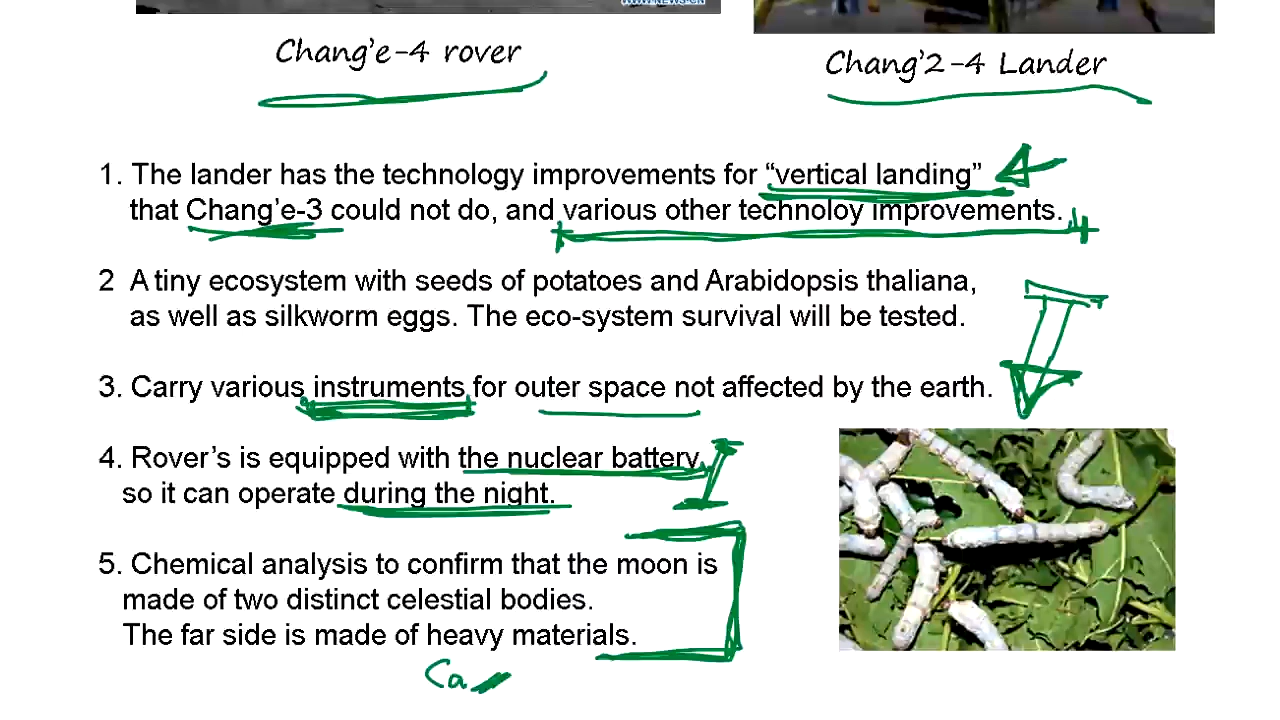 www.news.cn
Chang'e-4 rover
Chang'2-4 Lander
1. The lander has the technology improvements for “vertical landing”
that Chang'e-3 could not do, and various other technoloy improvements.
2 A tiny ecosystem with seeds of potatoes and Arabidopsis thaliana,
as well as silkworm eggs. The eco-system survival will be tested.
3. Carry various instruments for outer space not affected by the earth.
4. Rover's is equipped with the nuclear battery,
so it can operate during the night.
5. Chemical analysis to confirm that the moon is
made of two distinct celestial bodies.
The far side is made of heavy materials.
Ca